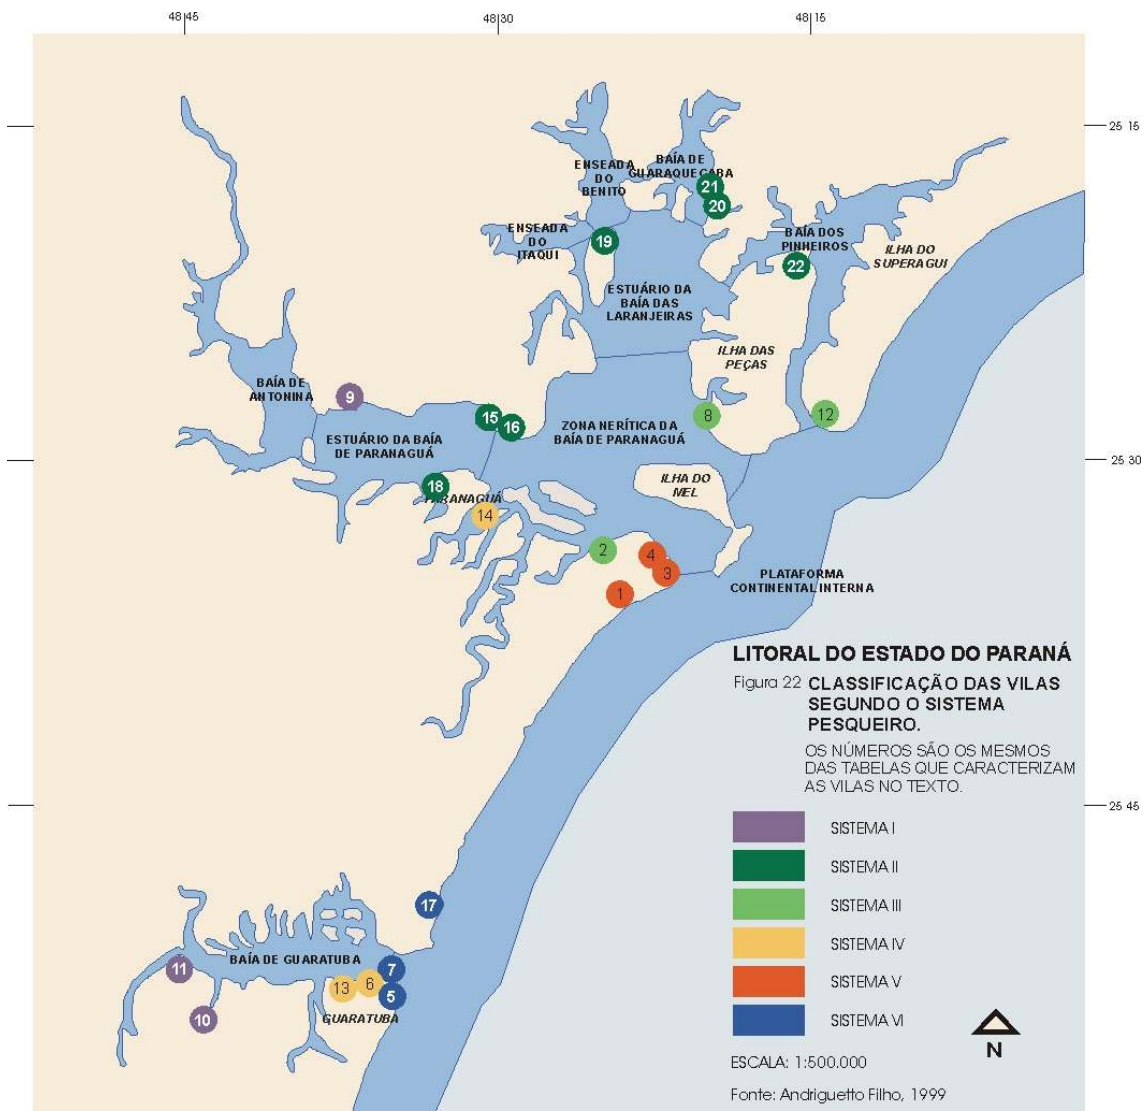 48 45
48 30
48 15
25 15
ENSEADA
DO
BENITO
BAÍA DE
GUARAQUEÇABA
21
20
ENSEADA
DO
ITAQUI
19
BAÍA DOS
PINHEIROS
22
ILHA DO
SUPERAGUI
ESTUÁRIO DA
BAÍA DAS
LARANJEIRAS
ILHA DAS
PEÇAS
BAÍA DE
ANTONINA
9
15
16
8
12
ESTUÁRIO DA BAÍA
DE PARANAGUÁ
ZONA NERÍTICA DA
BAÍA DE PARANAGUÁ
25 30
18
PARANAGUÁ
14
ILHA DO
MEL
2
4
3
1
PLATAFORMA
CONTINENTAL INTERNA
LITORAL DO ESTADO DO PARANÁ
Figura 22 CLASSIFICAÇÃO DAS VILAS
SEGUNDO O SISTEMA
PESQUEIRO.
OS NÚMEROS SÃO OS MESMOS
DAS TABELAS QUE CARACTERIZAM
AS VILAS NO TEXTO.
25 45
SISTEMA I
SISTEMA II
SISTEMA III
SISTEMA IV
SISTEMA V
SISTEMA VI
17
BAÍA DE GUARATUBA
11
7
13
6
5
10
GUARATUBA
N
ESCALA: 1:500.000
Fonte: Andriguetto Filho, 1999